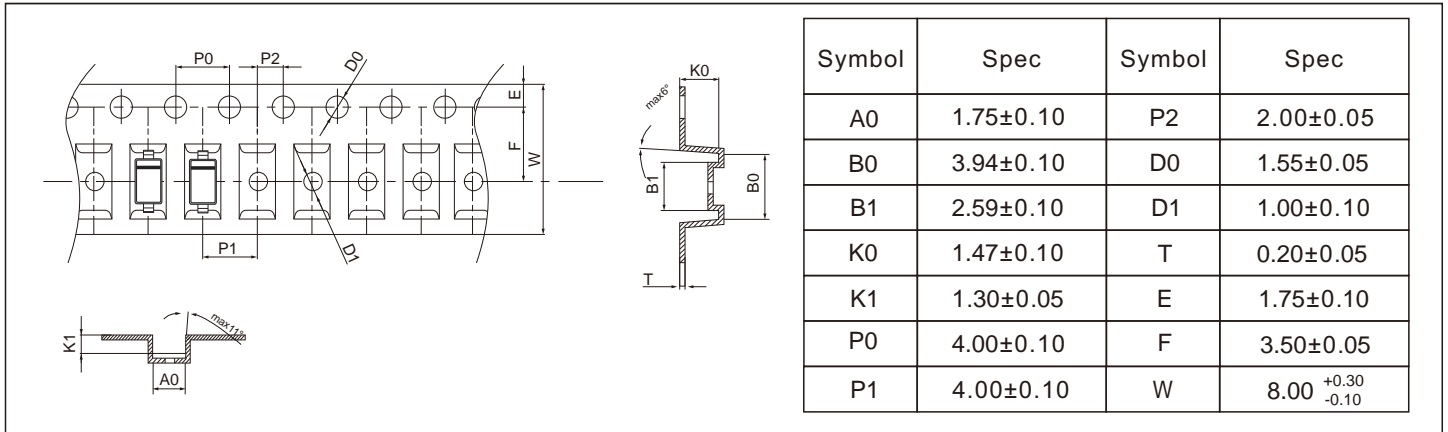 P0
P2
D0
E
F
W
P1
D1
K0
max6°
B1
B0
T
K1
max11°
A0
Symbol Spec Symbol Spec
A0 1.75±0.10 P2 2.00±0.05
B0 3.94±0.10 D0 1.55±0.05
B1 2.59±0.10 D1 1.00±0.10
K0 1.47±0.10 T 0.20±0.05
K1 1.30±0.05 E 1.75±0.10
P0 4.00±0.10 F 3.50±0.05
P1 4.00±0.10 W 8.00 +0.30 -0.10